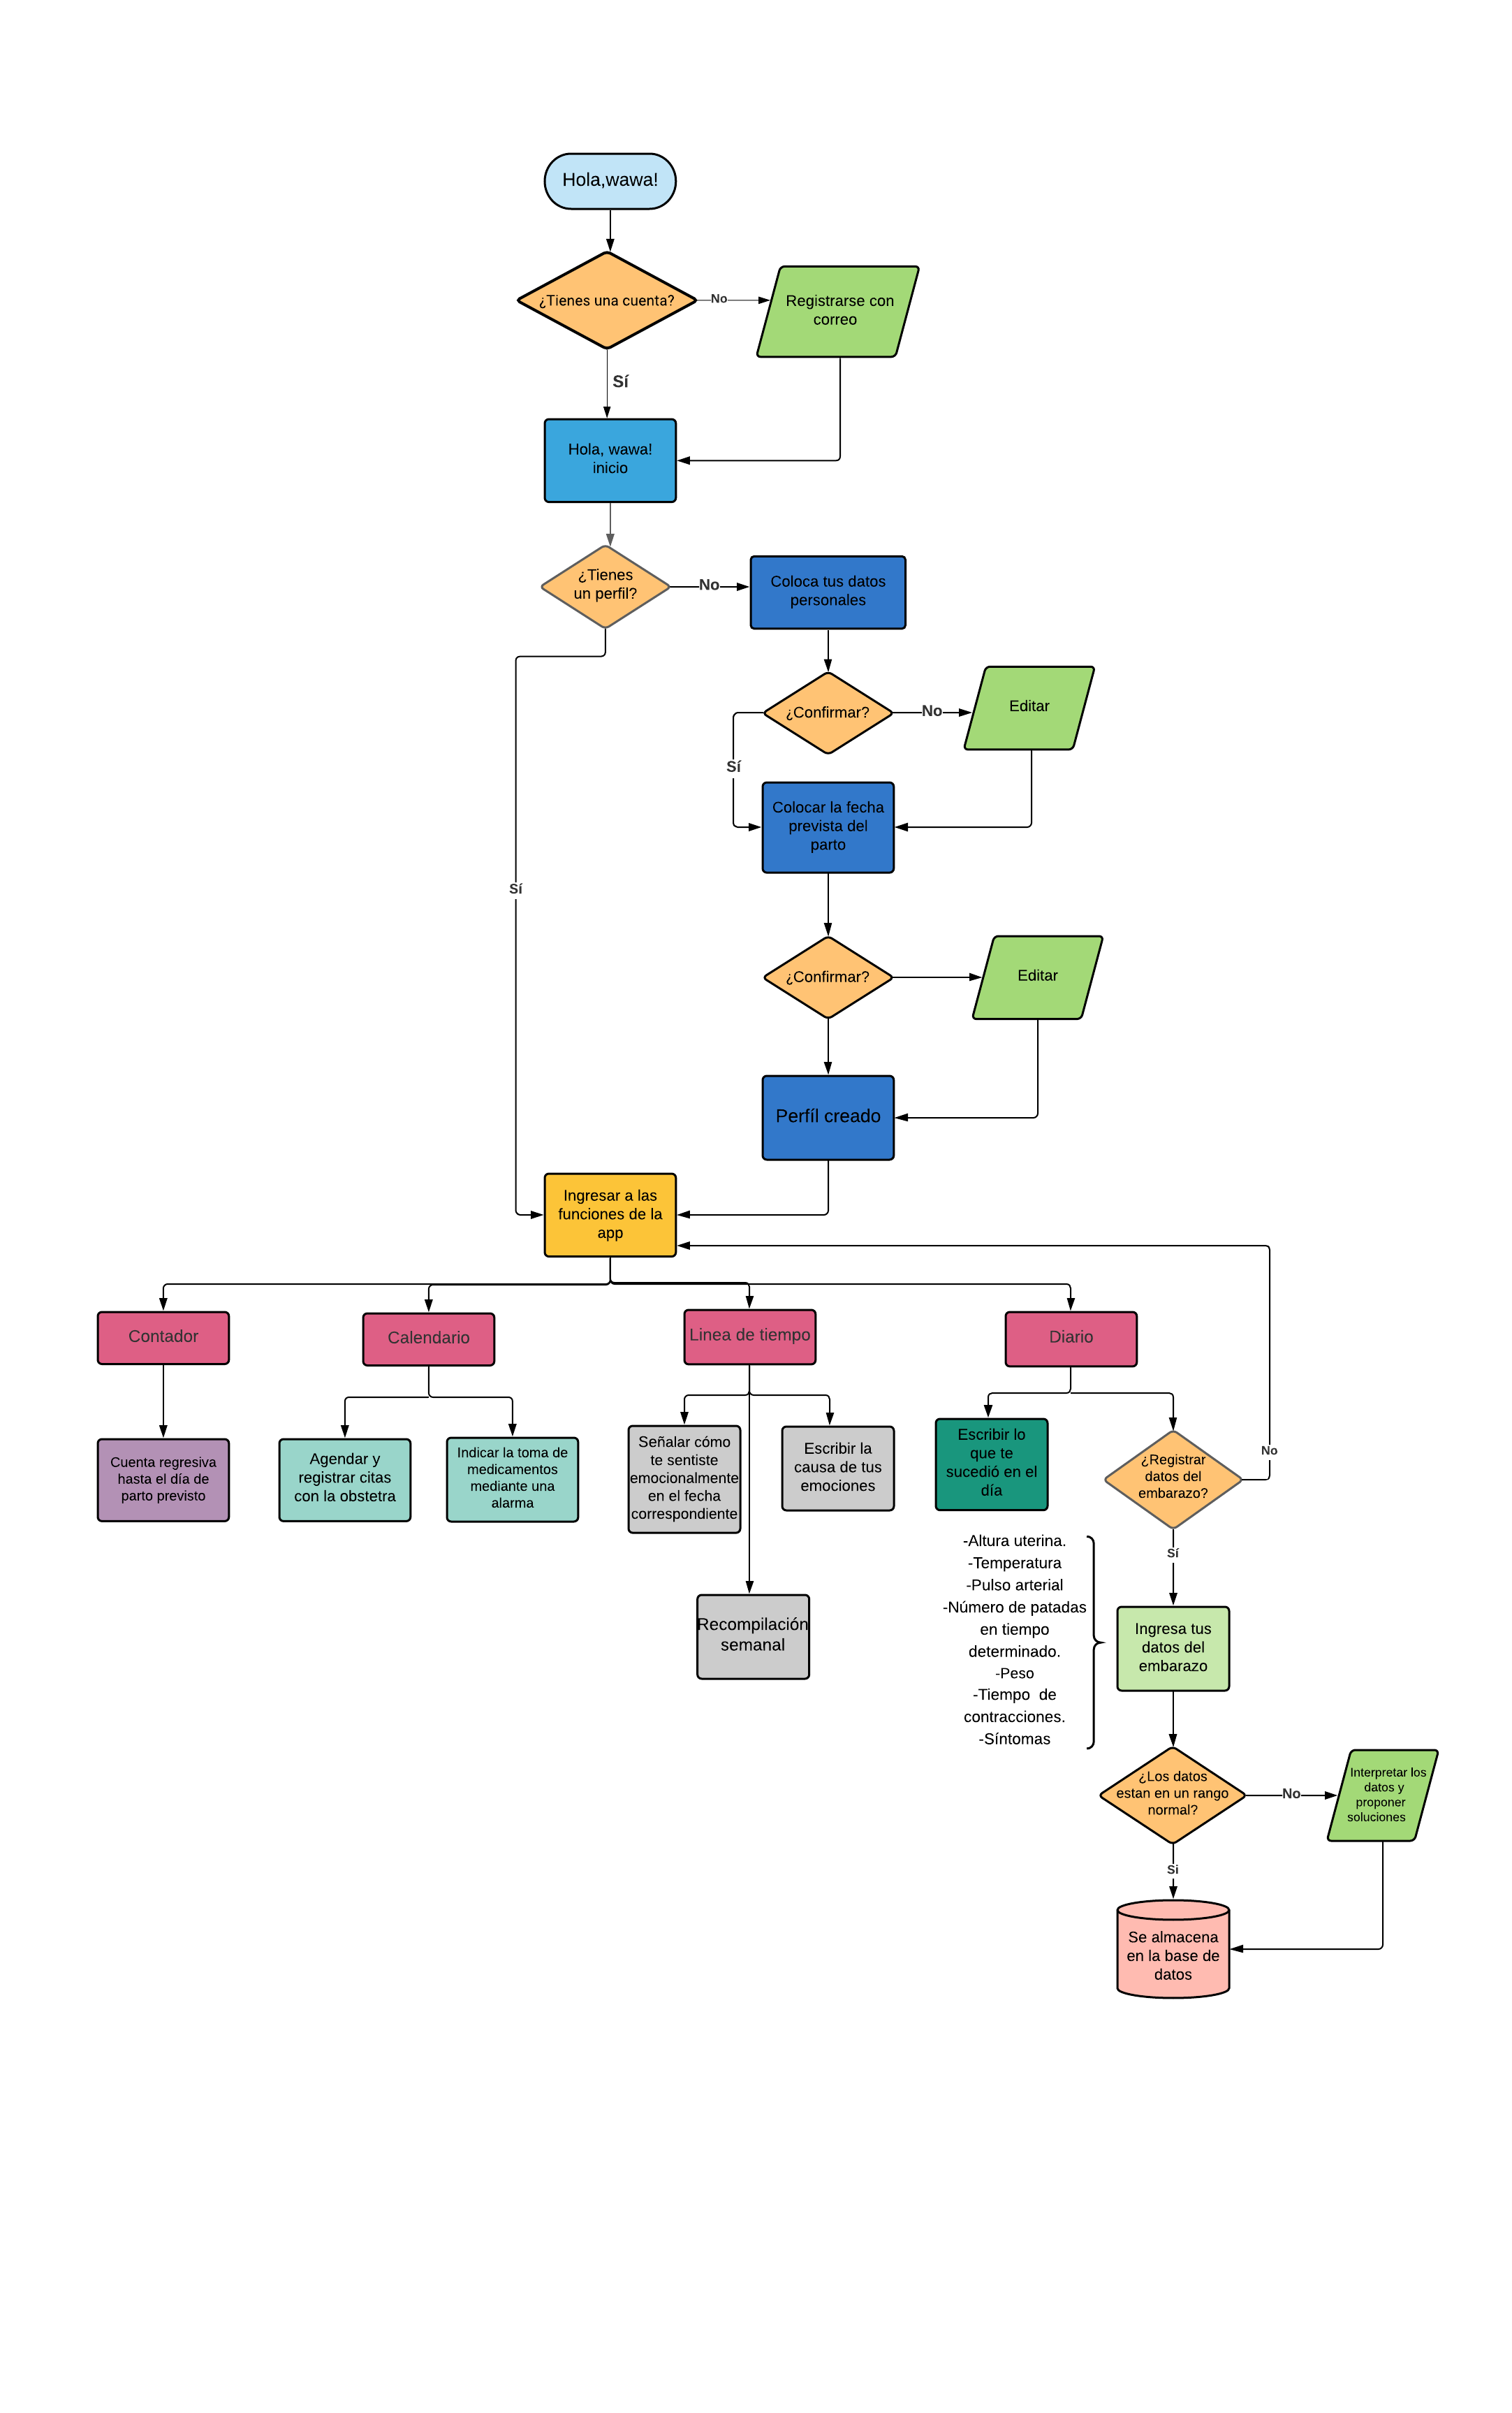 Hola,wawa!
¿Tienes una cuenta?
No
Registrarse con
correo
Sí
Hola, wawa!
inicio
¿Tienes
un perfil?
No
Coloca tus datos
personales
¿Confirmar?
No
Editar
Sí
Colocar la fecha
prevista del
parto
Sí
¿Confirmar?
Editar
Perfíl creado
Ingresar a las
funciones de la
app
Contador
Calendario
Linea de tiempo
Diario
Cuenta regresiva
hasta el día de
parto previsto
Agendar y
registrar citas
con la obstetra
Indicar la toma de
medicamentos
mediante una
alarma
Señalar cómo
te sentiste
emocionalmente
en el fecha
correspondiente
Escribir la
causa de tus
emociones
Escribir lo
que te
sucedió en el
día
¿Registrar
datos del
embarazo?
No
Sí
Recompilación
semanal
-Altura uterina.
-Temperatura
-Pulso arterial
-Número de patadas
en tiempo
determinado.
-Peso
-Tiempo  de
contracciones.
-Síntomas
Ingresa tus
datos del
embarazo
¿Los datos
estan en un rango
normal?
No
Interpretar los
datos y
proponer
soluciones
Si
Se almacena
en la base de
datos